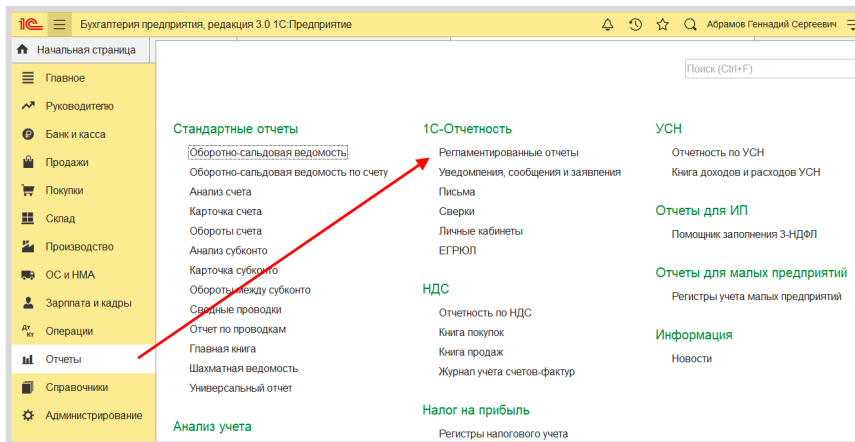 1С Бухгалтерия предприятия, редакция 3.0 1С:Предприятие
Абрамов Геннадий Сергеевич
Начальная страница
Поиск (Ctrl+F)
Главное
Руководителю
Банк и касса
Продажи
Покупки
Склад
Производство
ОС и НМА
Зарплата и кадры
Дт Кт Операции
Отчеты
Справочники
Администрирование
Стандартные отчеты
Оборотно-сальдовая ведомость
Оборотно-сальдовая ведомость по счету
Анализ счета
Карточка счета
Обороты счета
Анализ субконто
Карточка субконто
Обороты между субконто
Сводные проводки
Отчет по проводкам
Главная книга
Шахматная ведомость
Универсальный отчет
Анализ учета
1С-Отчетность
Регламентированные отчеты
Уведомления, сообщения и заявления
Письма
Сверки
Личные кабинеты
ЕГРЮЛ
НДС
Отчетность по НДС
Книга покупок
Книга продаж
Журнал учета счетов-фактур
Налог на прибыль
Регистры налогового учета
УСН
Отчетность по УСН
Книга доходов и расходов УСН
Отчеты для ИП
Помощник заполнения 3-НДФЛ
Отчеты для малых предприятий
Регистры учета малых предприятий
Информация
Новости